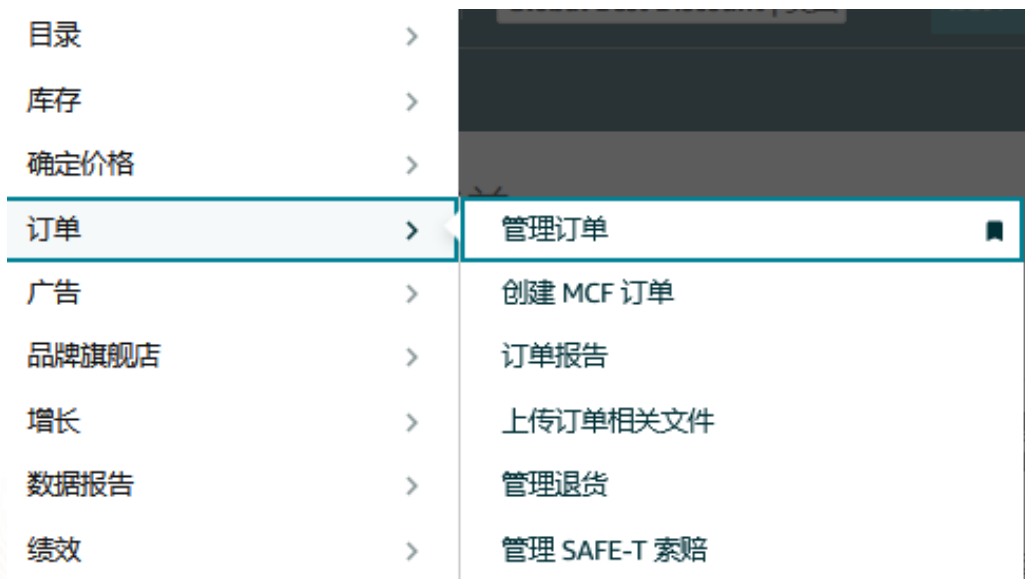 目录
库存
确定价格
订单
广告
品牌旗舰店
增长
数据报告
绩效
管理订单
创建 MCF 订单
订单报告
上传订单相关文件
管理退货
管理 SAFE-T 索赔